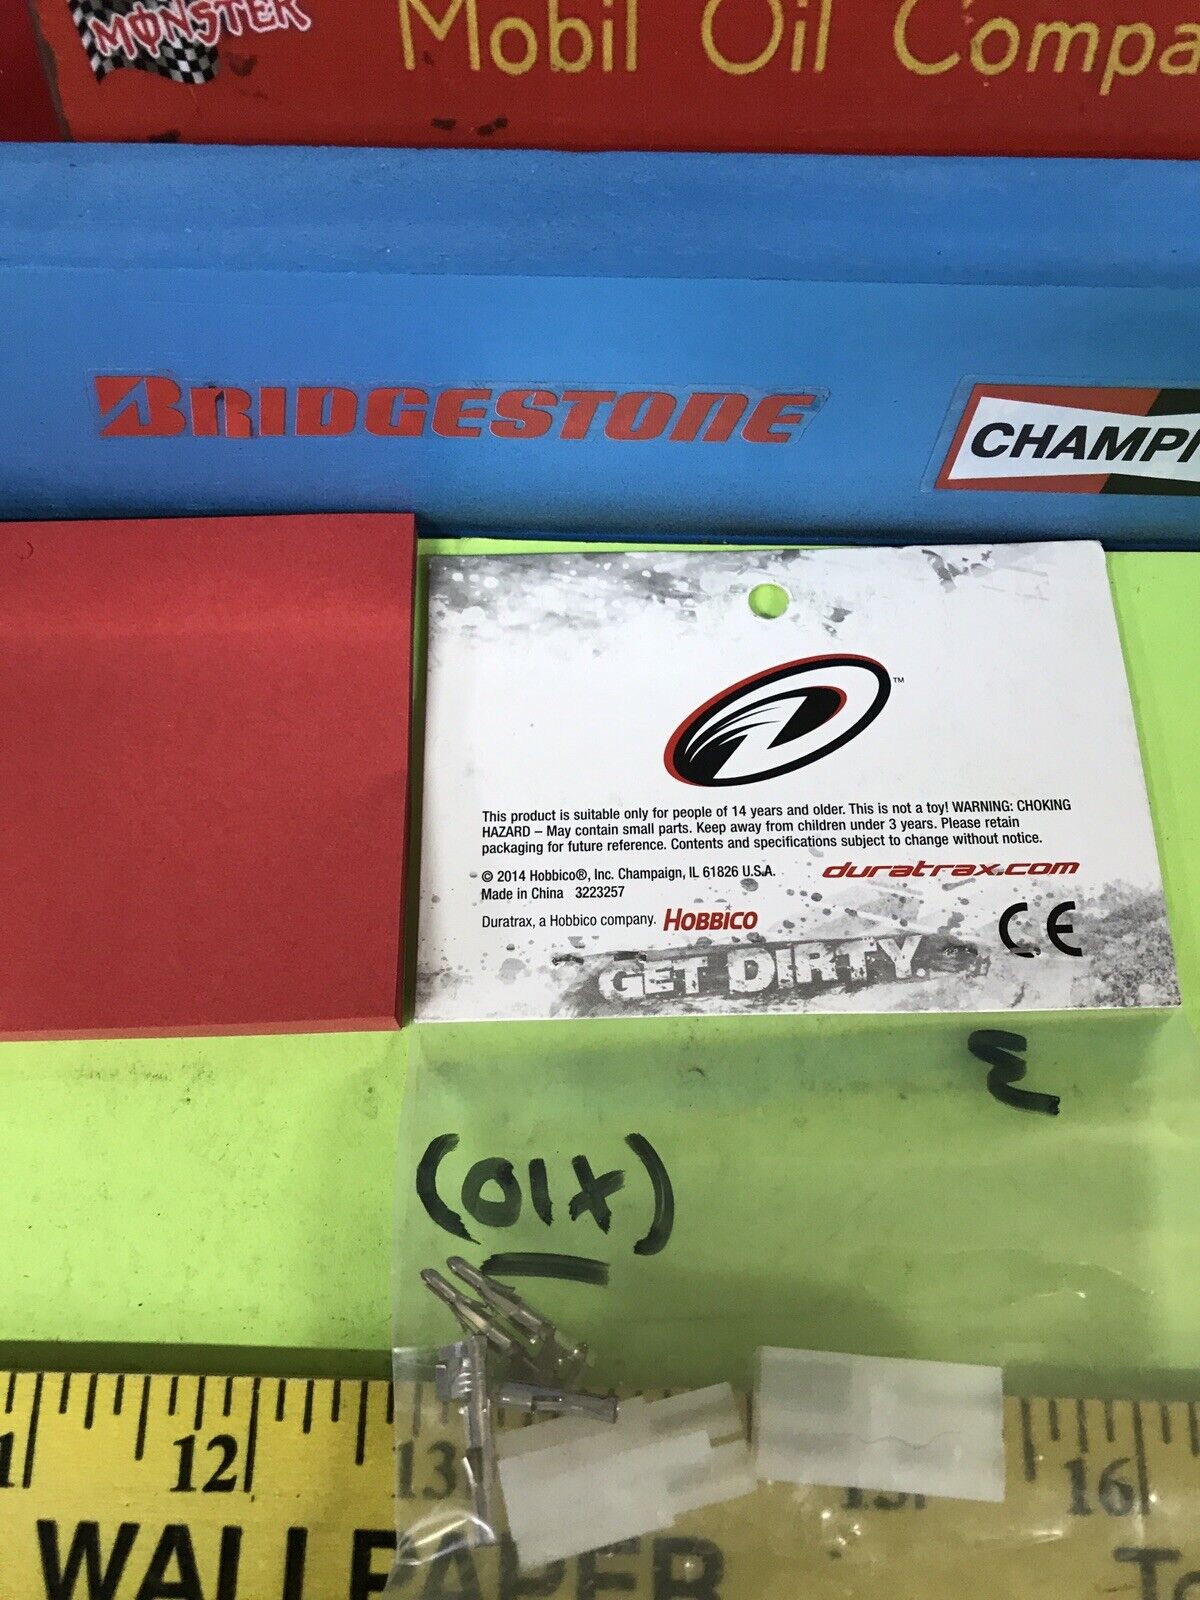 MONSTER
Mobil Oil Compa
BRIDGESTONE
CHAMPI
TM
This product is suitable only for people of 14 years and older. This is not a toy! WARNING: CHOKING
HAZARD – May contain small parts. Keep away from children under 3 years. Please retain
packaging for future reference. Contents and specifications subject to change without notice.
© 2014 Hobbico®, Inc. Champaign, IL 61826 U.S.A.
duratrax.com
Made in China 3223257
Duratrax, a Hobbico company. HOBBICO
CE
GET DIRTY.
(01X)
12 13 15 16
WALLPAPER